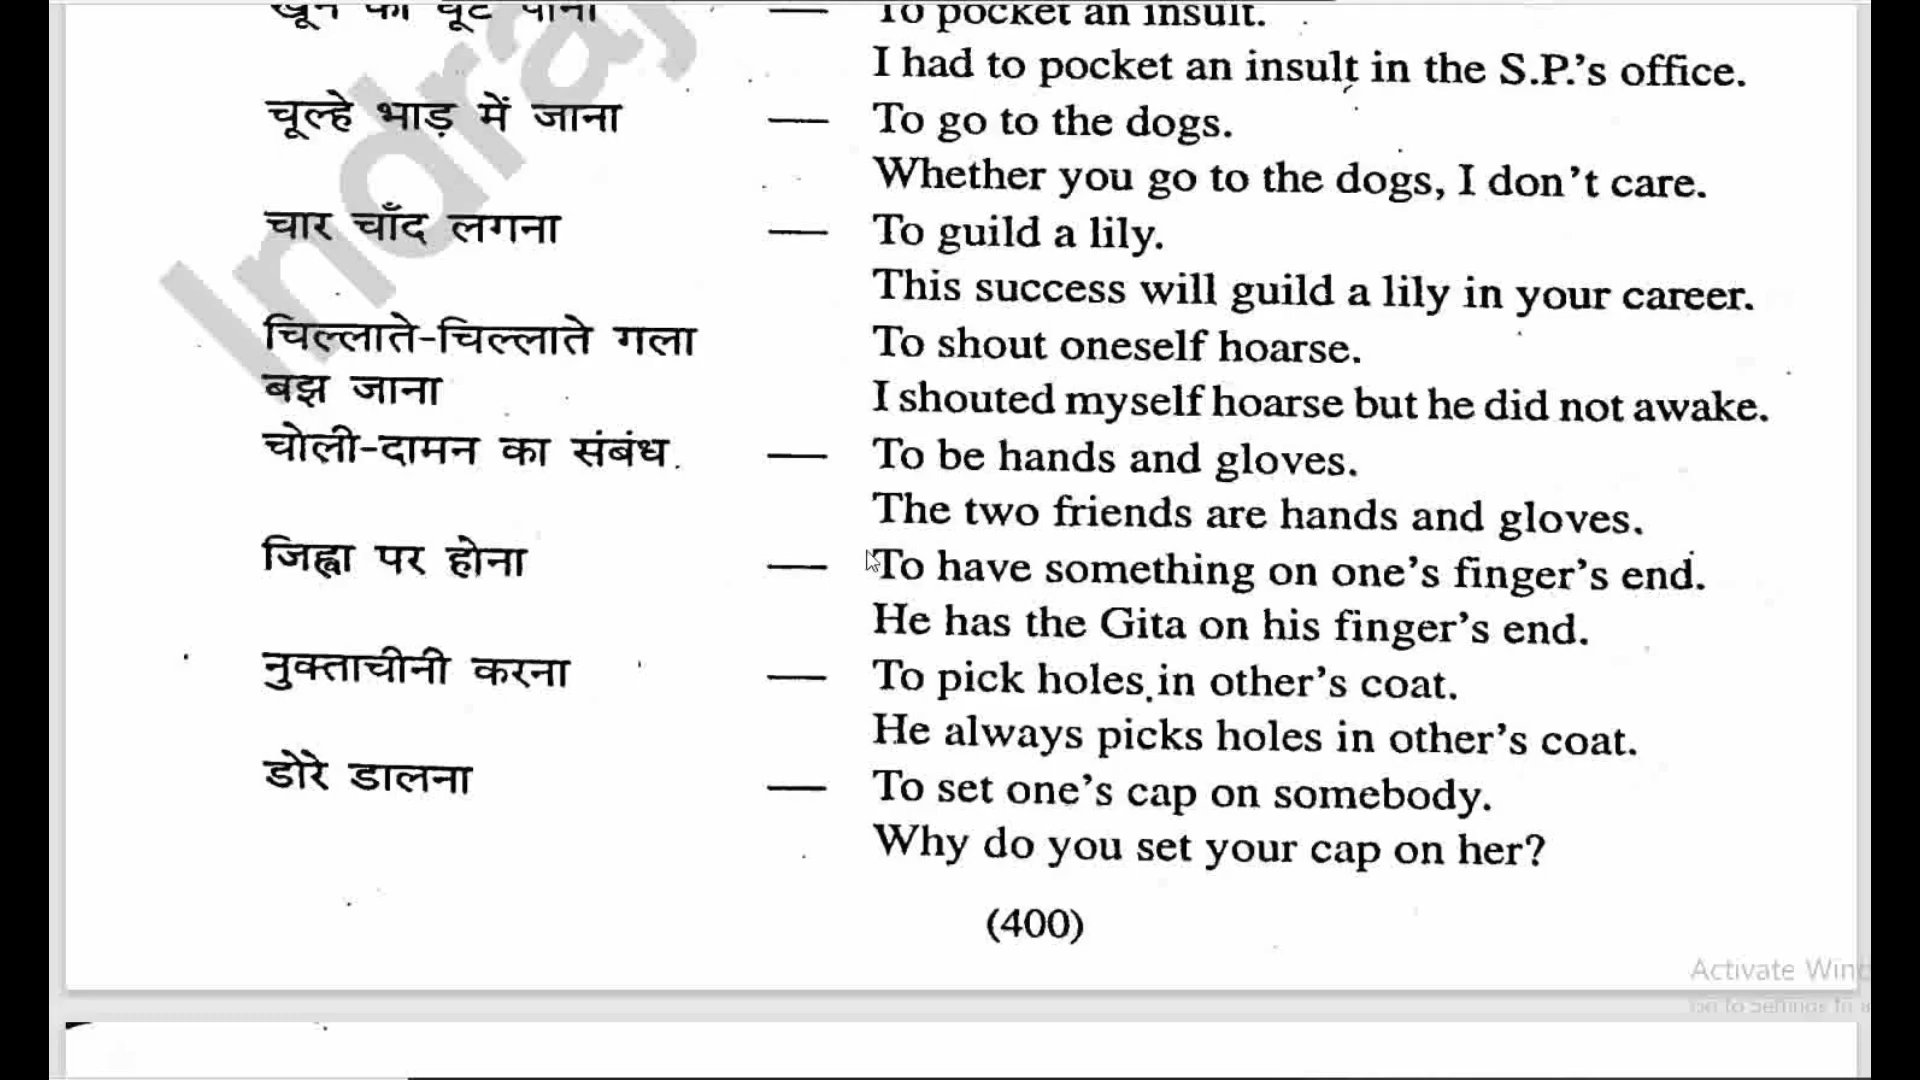 खून का घूँट पीना — To pocket an insult.
I had to pocket an insult in the S.P.'s office.
चूल्हे भाड़ में जाना — To go to the dogs.
Whether you go to the dogs, I don't care.
चार चाँद लगना — To guild a lily.
This success will guild a lily in your career.
चिल्लाते-चिल्लाते गला To shout oneself hoarse.
बझ जाना I shouted myself hoarse but he did not awake.
चोली-दामन का संबंध. — To be hands and gloves.
The two friends are hands and gloves.
जिह्वा पर होना — To have something on one's finger's end.
He has the Gita on his finger's end.
नुक्ताचीनी करना — To pick holes in other's coat.
He always picks holes in other's coat.
डोरे डालना — To set one's cap on somebody.
Why do you set your cap on her?
(400)
Activate Win
Indraj